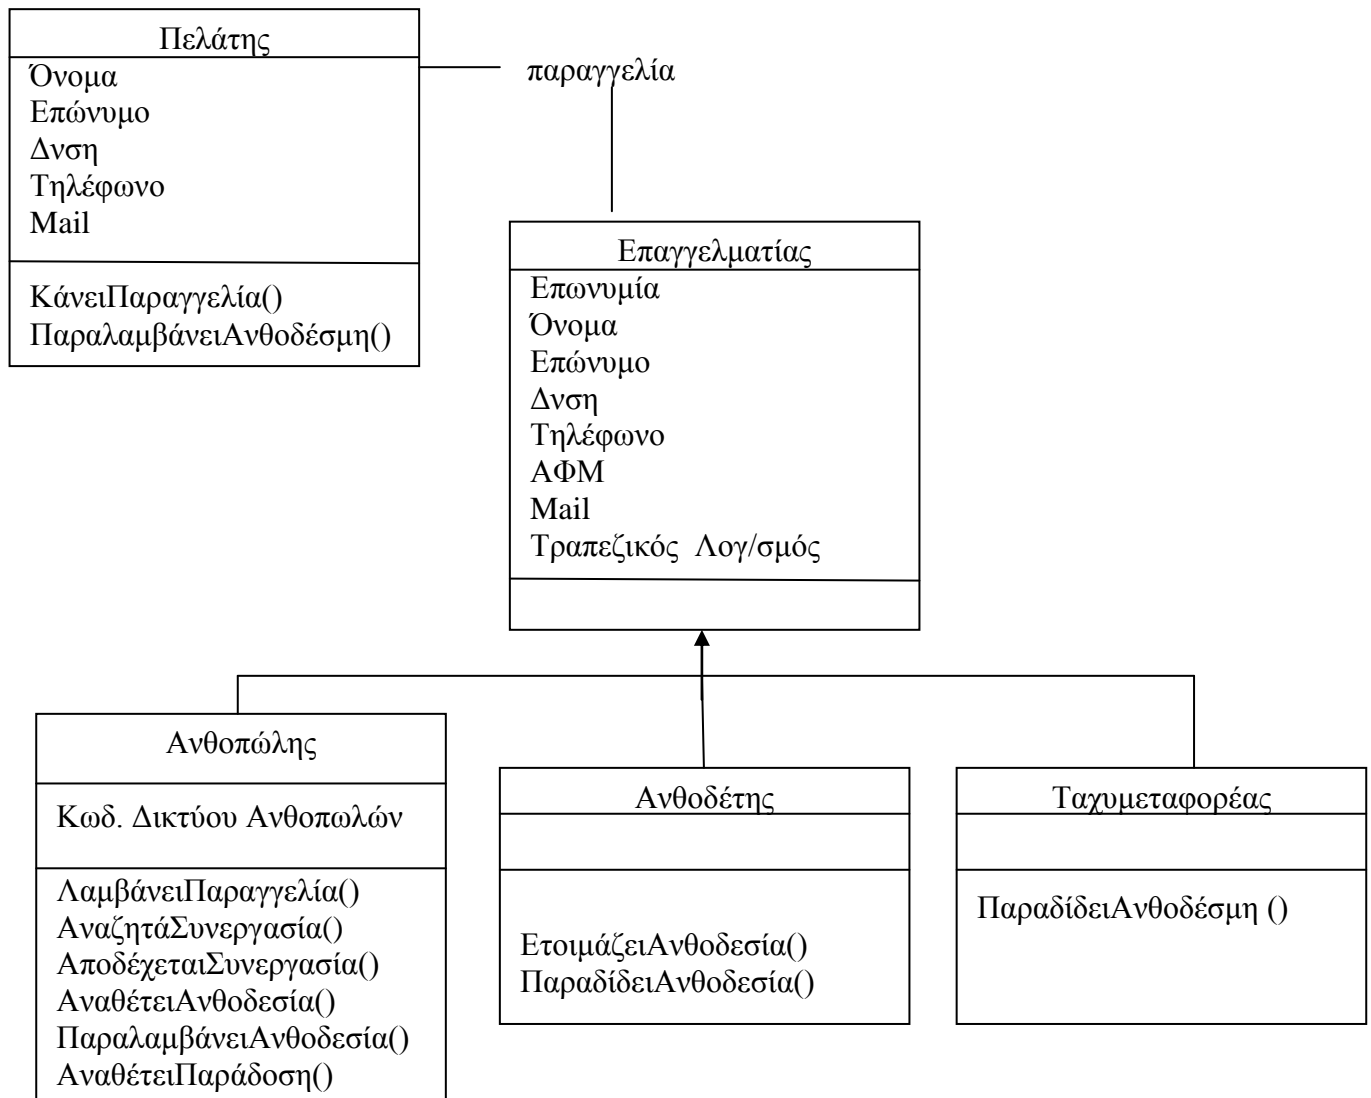 Πελάτης
Όνομα
Επώνυμο
Δνση
Τηλέφωνο
Mail
ΚάνειΠαραγγελία()
ΠαραλαμβάνειΑνθοδέσμη()
παραγγελία
Επαγγελματίας
Επωνυμία
Όνομα
Επώνυμο
Δνση
Τηλέφωνο
ΑΦΜ
Mail
Τραπεζικός Λογ/σμός
Ανθοπώλης
Κωδ. Δικτύου Ανθοπωλών
ΛαμβάνειΠαραγγελία()
ΑναζητάΣυνεργασία()
ΑποδέχεταιΣυνεργασία()
ΑναθέτειΑνθοδεσία()
ΠαραλαμβάνειΑνθοδεσία()
ΑναθέτειΠαράδοση()
Ανθοδέτης
ΕτοιμάζειΑνθοδεσία()
ΠαραδίδειΑνθοδεσία()
Ταχυμεταφορέας
ΠαραδίδειΑνθοδέσμη ()